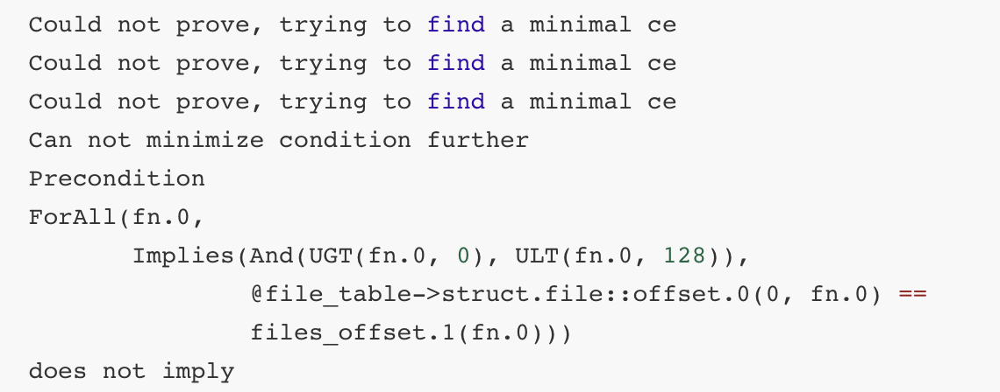 Could not prove, trying to find a minimal ce
Could not prove, trying to find a minimal ce
Could not prove, trying to find a minimal ce
Can not minimize condition further
Precondition
ForAll(fn.0,
       Implies(And(UGT(fn.0, 0), ULT(fn.0, 128)),
               @file_table->struct.file::offset.0(0, fn.0) ==
               files_offset.1(fn.0)))
does not imply